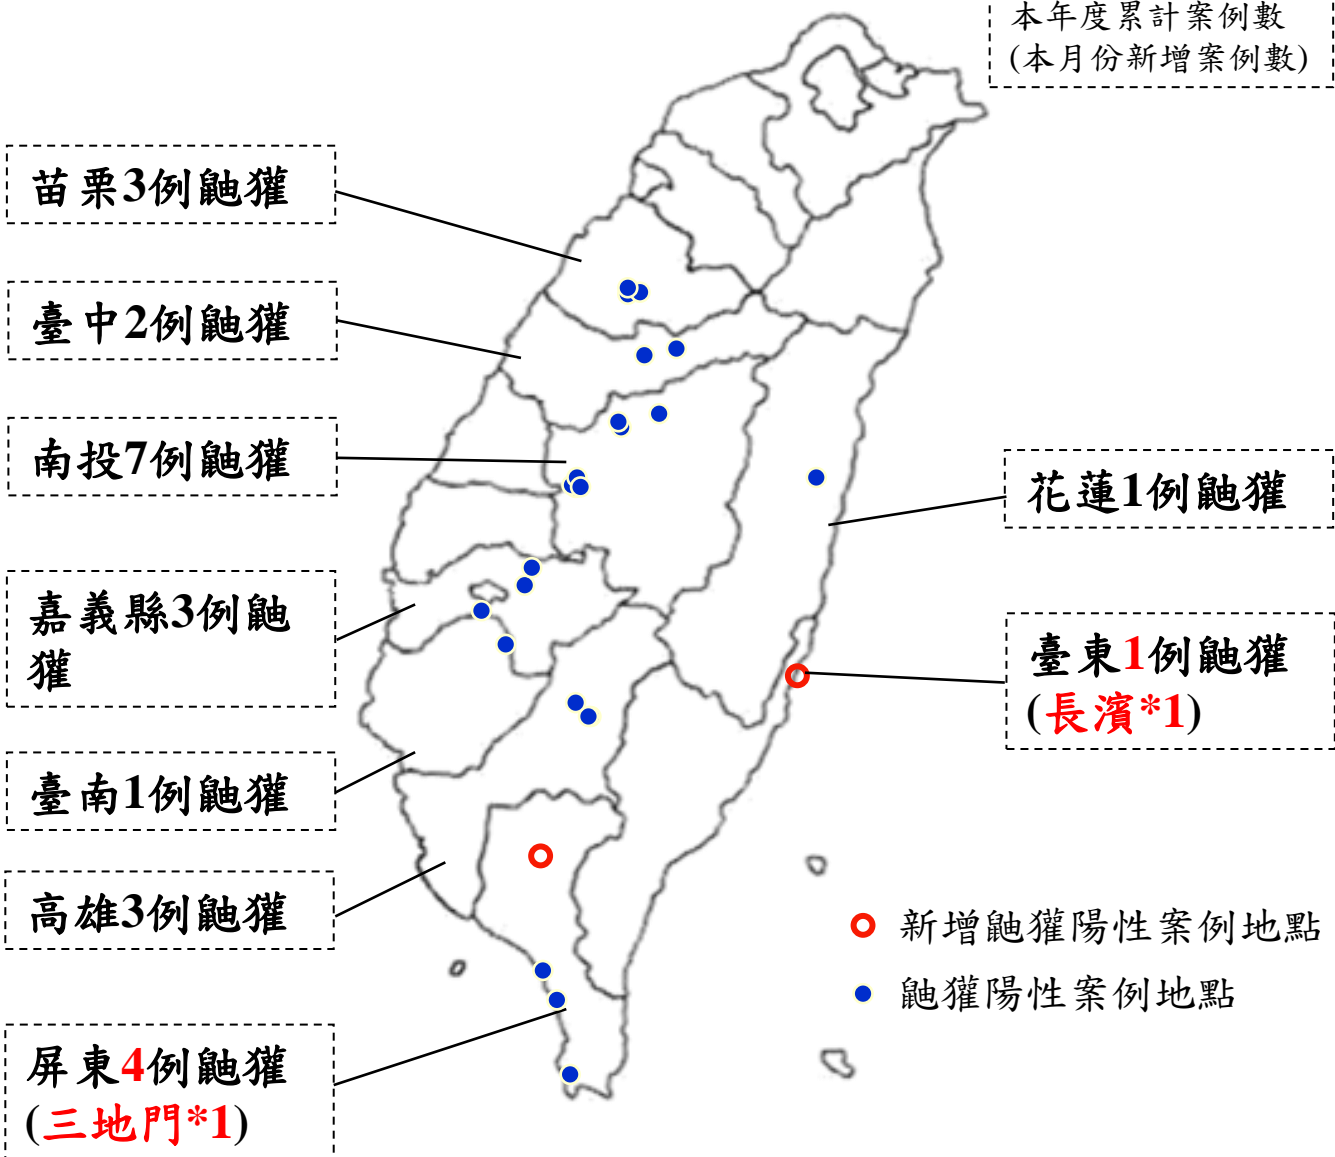 本年度累計案例數
(本月份新增案例數)
苗栗3例鼬獾
臺中2例鼬獾
南投7例鼬獾
嘉義縣3例鼬
獾
臺南1例鼬獾
高雄3例鼬獾
屏東4例鼬獾
(三地門*1)
花蓮1例鼬獾
臺東1例鼬獾
(長濱*1)
新增鼬獾陽性案例地點
鼬獾陽性案例地點